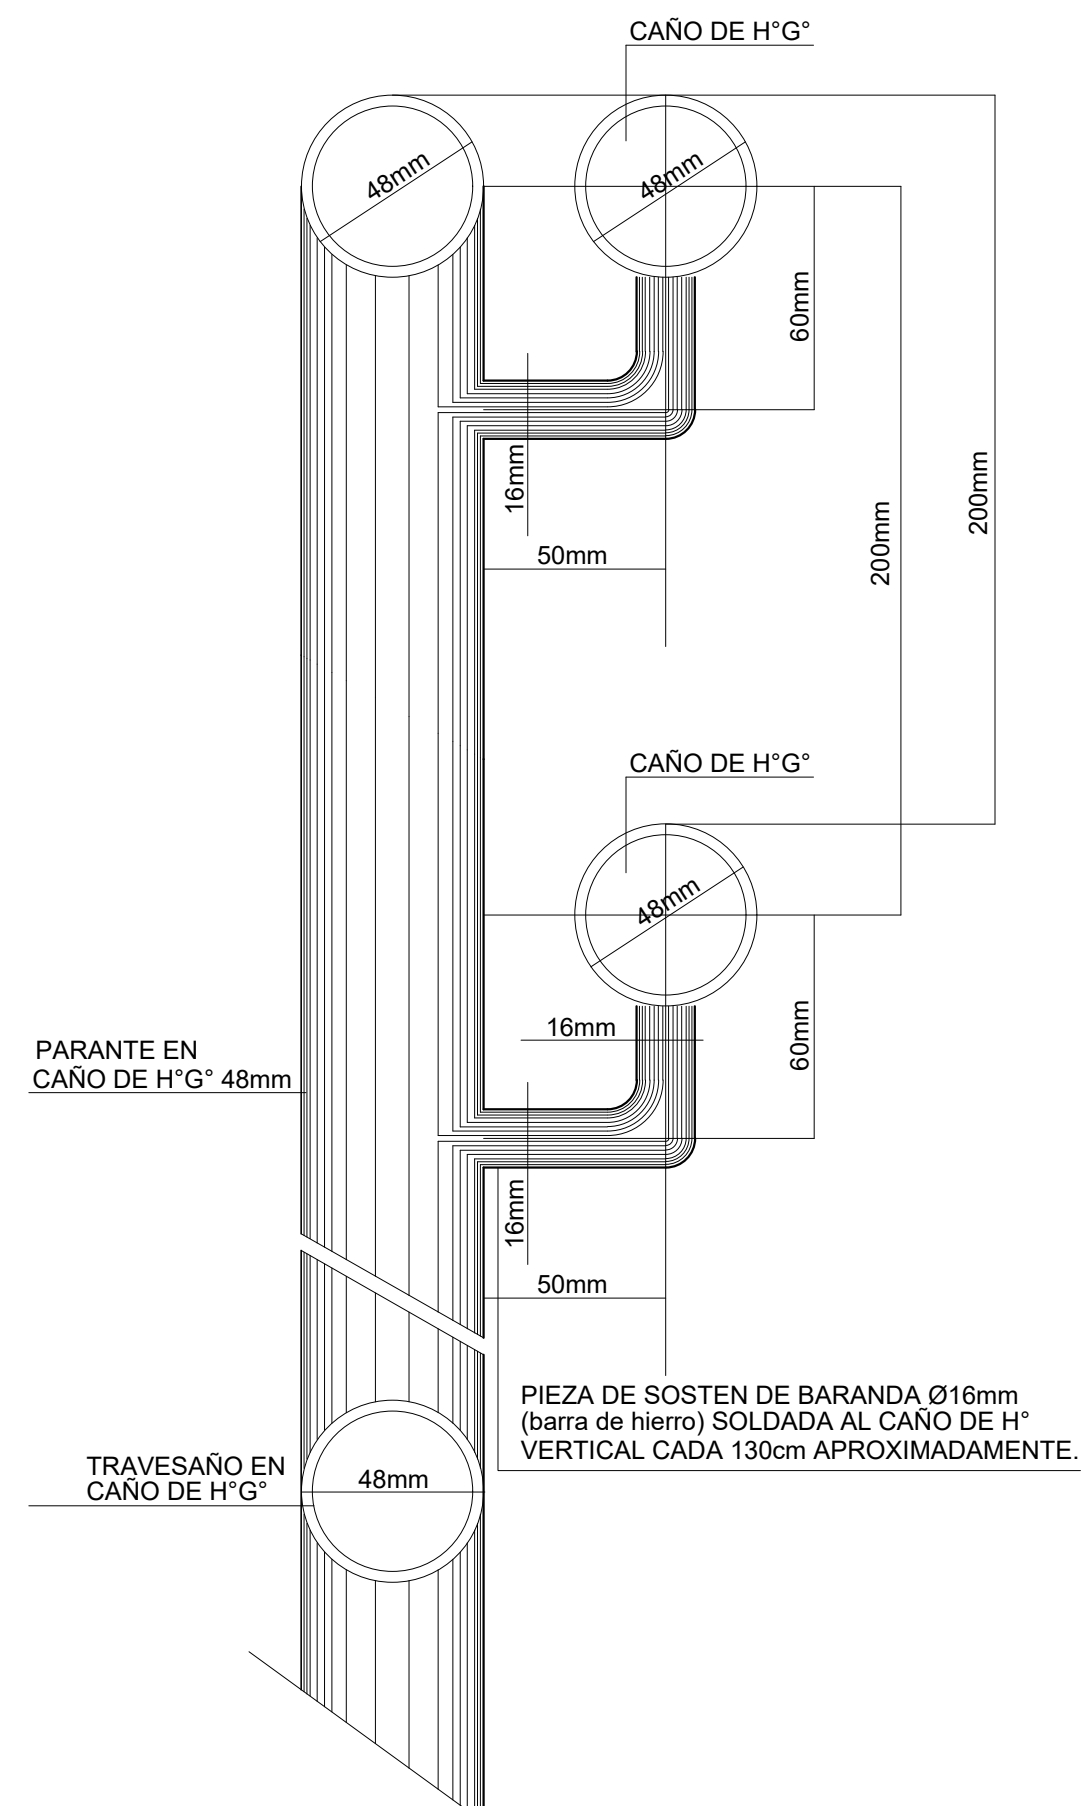 CAÑO DE H°G°
48mm
48mm
60mm
200mm
200mm
16mm
50mm
CAÑO DE H°G°
48mm
16mm
60mm
PARANTE EN
CAÑO DE H°G° 48mm
16mm
50mm
PIEZA DE SOSTEN DE BARANDA Ø16mm
(barra de hierro) SOLDADA AL CAÑO DE H°
VERTICAL CADA 130cm APROXIMADAMENTE.
TRAVESAÑO EN
CAÑO DE H°G°
48mm